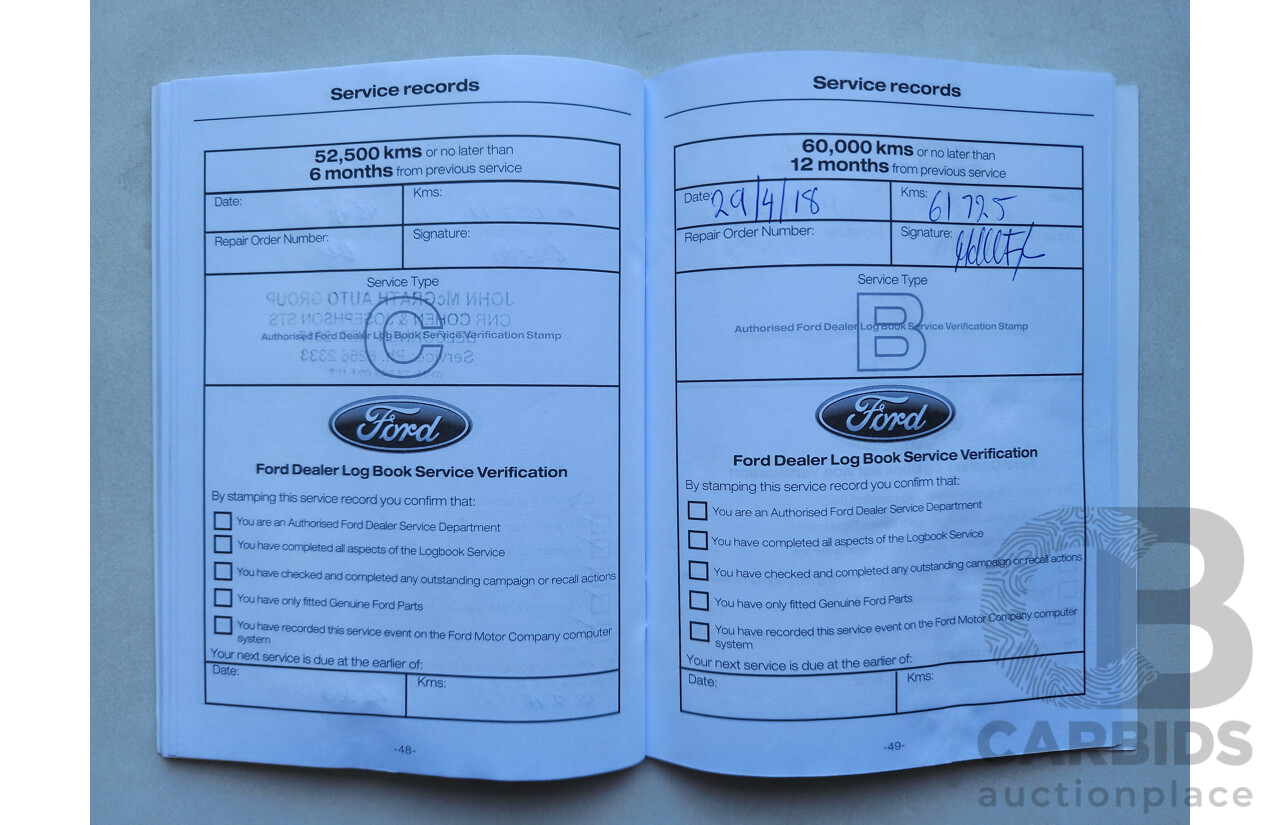 Service records
52,500 kms or no later than
6 months from previous service
Date:
Kms:
Repair Order Number:
Signature:
Service Type
C
Authorised Ford Dealer Log Book Service Verification Stamp
Ford
Ford Dealer Log Book Service Verification
By stamping this service record you confirm that:
You are an Authorised Ford Dealer Service Department
You have completed all aspects of the Logbook Service
You have checked and completed any outstanding campaign or recall actions
You have only fitted Genuine Ford Parts
You have recorded this service event on the Ford Motor Company computer
system
Your next service is due at the earlier of:
Date:
Kms:
-48-
Service records
60,000 kms or no later than
12 months from previous service
Date: 29/4/18
Kms: 61725
Repair Order Number:
Signature:
Service Type
B
Authorised Ford Dealer Log Book Service Verification Stamp
Ford
Ford Dealer Log Book Service Verification
By stamping this service record you confirm that:
You are an Authorised Ford Dealer Service Department
You have completed all aspects of the Logbook Service
You have checked and completed any outstanding campaign or recall actions
You have only fitted Genuine Ford Parts
You have recorded this service event on the Ford Motor Company computer
system
Your next service is due at the earlier of:
Date:
Kms:
-49-
CB
CARBIDS
auctionplace